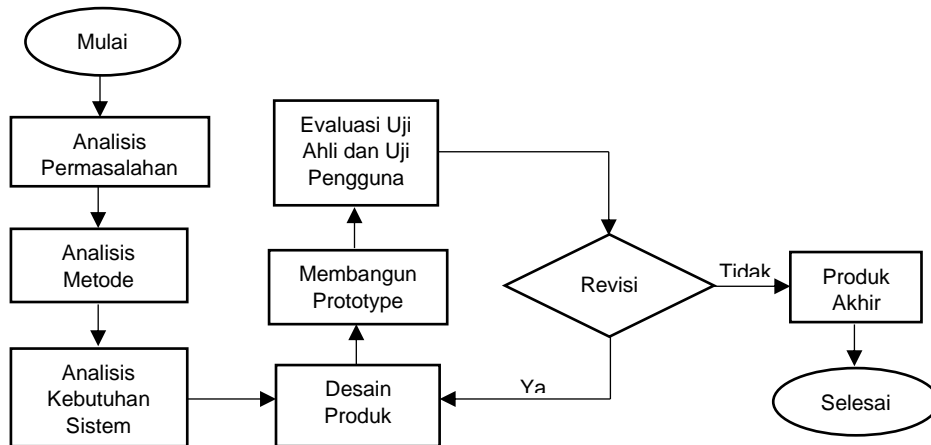 Mulai
Analisis
Permasalahan
Analisis
Metode
Analisis
Kebutuhan
Sistem
Desain
Produk
Membangun
Prototype
Evaluasi Uji
Ahli dan Uji
Pengguna
Revisi
Ya
Tidak
Produk
Akhir
Selesai